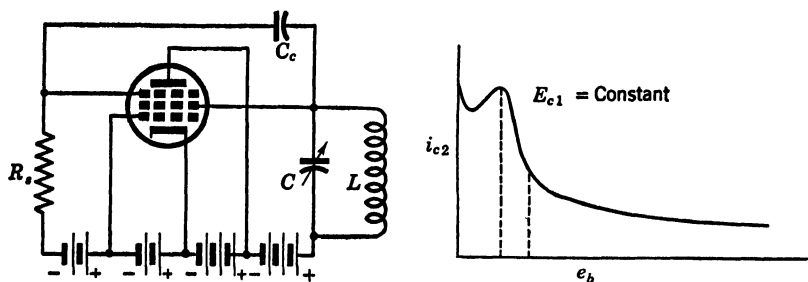 C_c
R_s
C
L
- + - + - + - +
E_c1 = Constant
i_c2
e_b